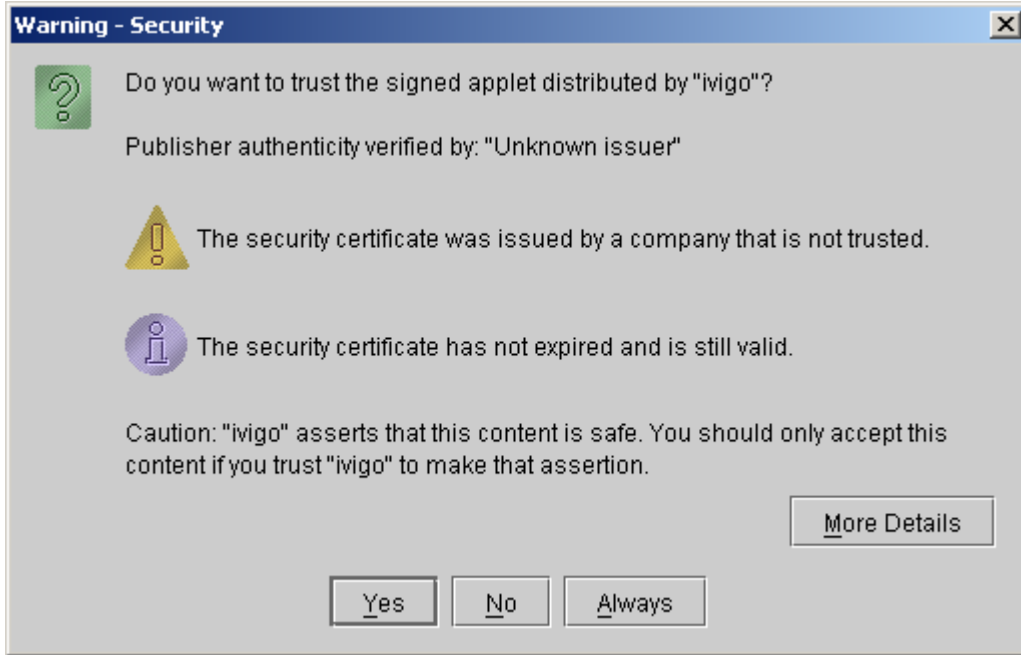 Warning - Security
Do you want to trust the signed applet distributed by "ivigo"?
Publisher authenticity verified by: "Unknown issuer"
The security certificate was issued by a company that is not trusted.
The security certificate has not expired and is still valid.
Caution: "ivigo" asserts that this content is safe. You should only accept this
content if you trust "ivigo" to make that assertion.
More Details
Yes No Always